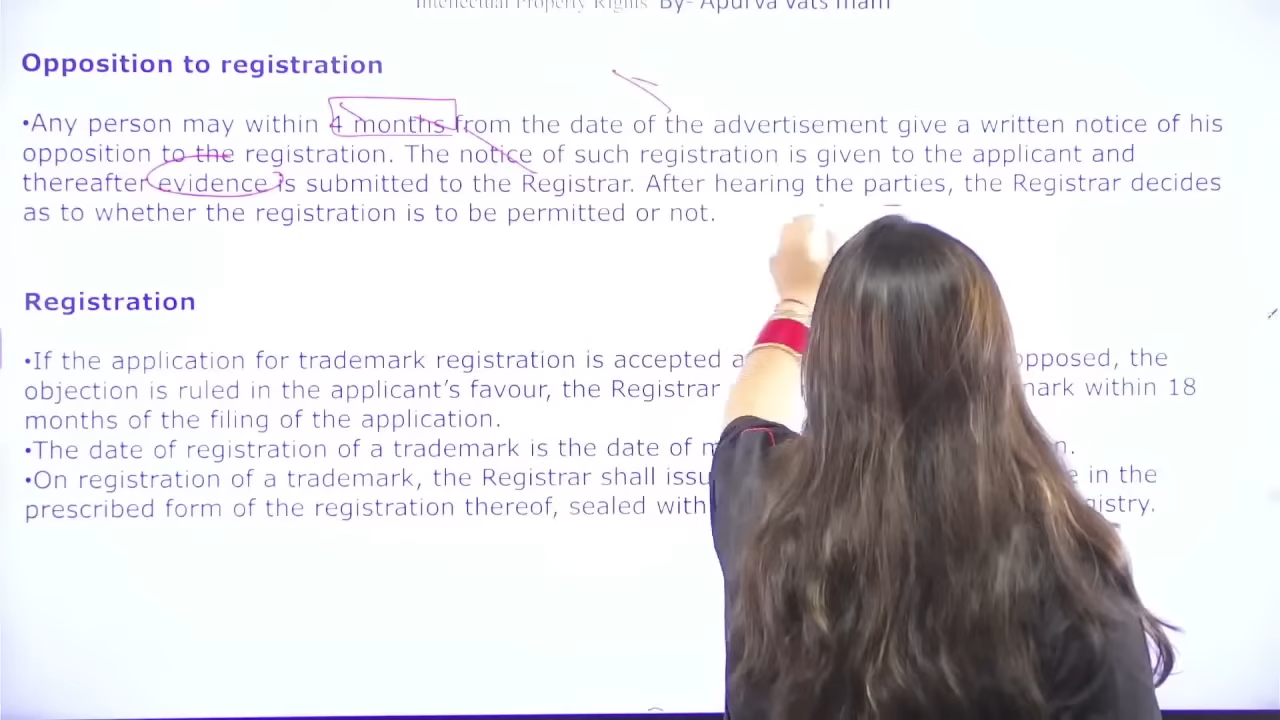 Intellectual Property Rights By- Apurva Vats mam
Opposition to registration
•Any person may within 4 months from the date of the advertisement give a written notice of his
opposition to the registration. The notice of such registration is given to the applicant and
thereafter evidence is submitted to the Registrar. After hearing the parties, the Registrar decides
as to whether the registration is to be permitted or not.
Registration
•If the application for trademark registration is accepted opposed, the
objection is ruled in the applicant's favour, the Registrar mark within 18
months of the filing of the application.
•The date of registration of a trademark is the date of
•On registration of a trademark, the Registrar shall in the
prescribed form of the registration thereof, sealed with